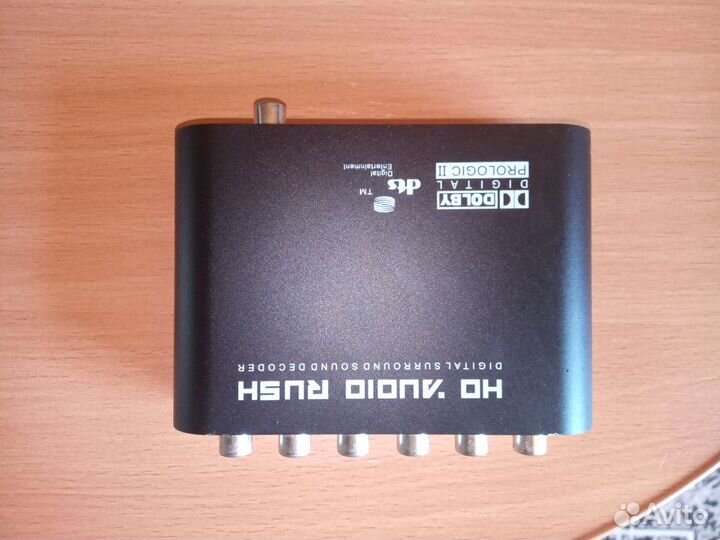 HD AUDIO RUSH
DIGITAL SURROUND SOUND DECODER
DOLBY
DIGITAL
PROLOGIC II
TM
dts
Digital
Entertainment
Avito